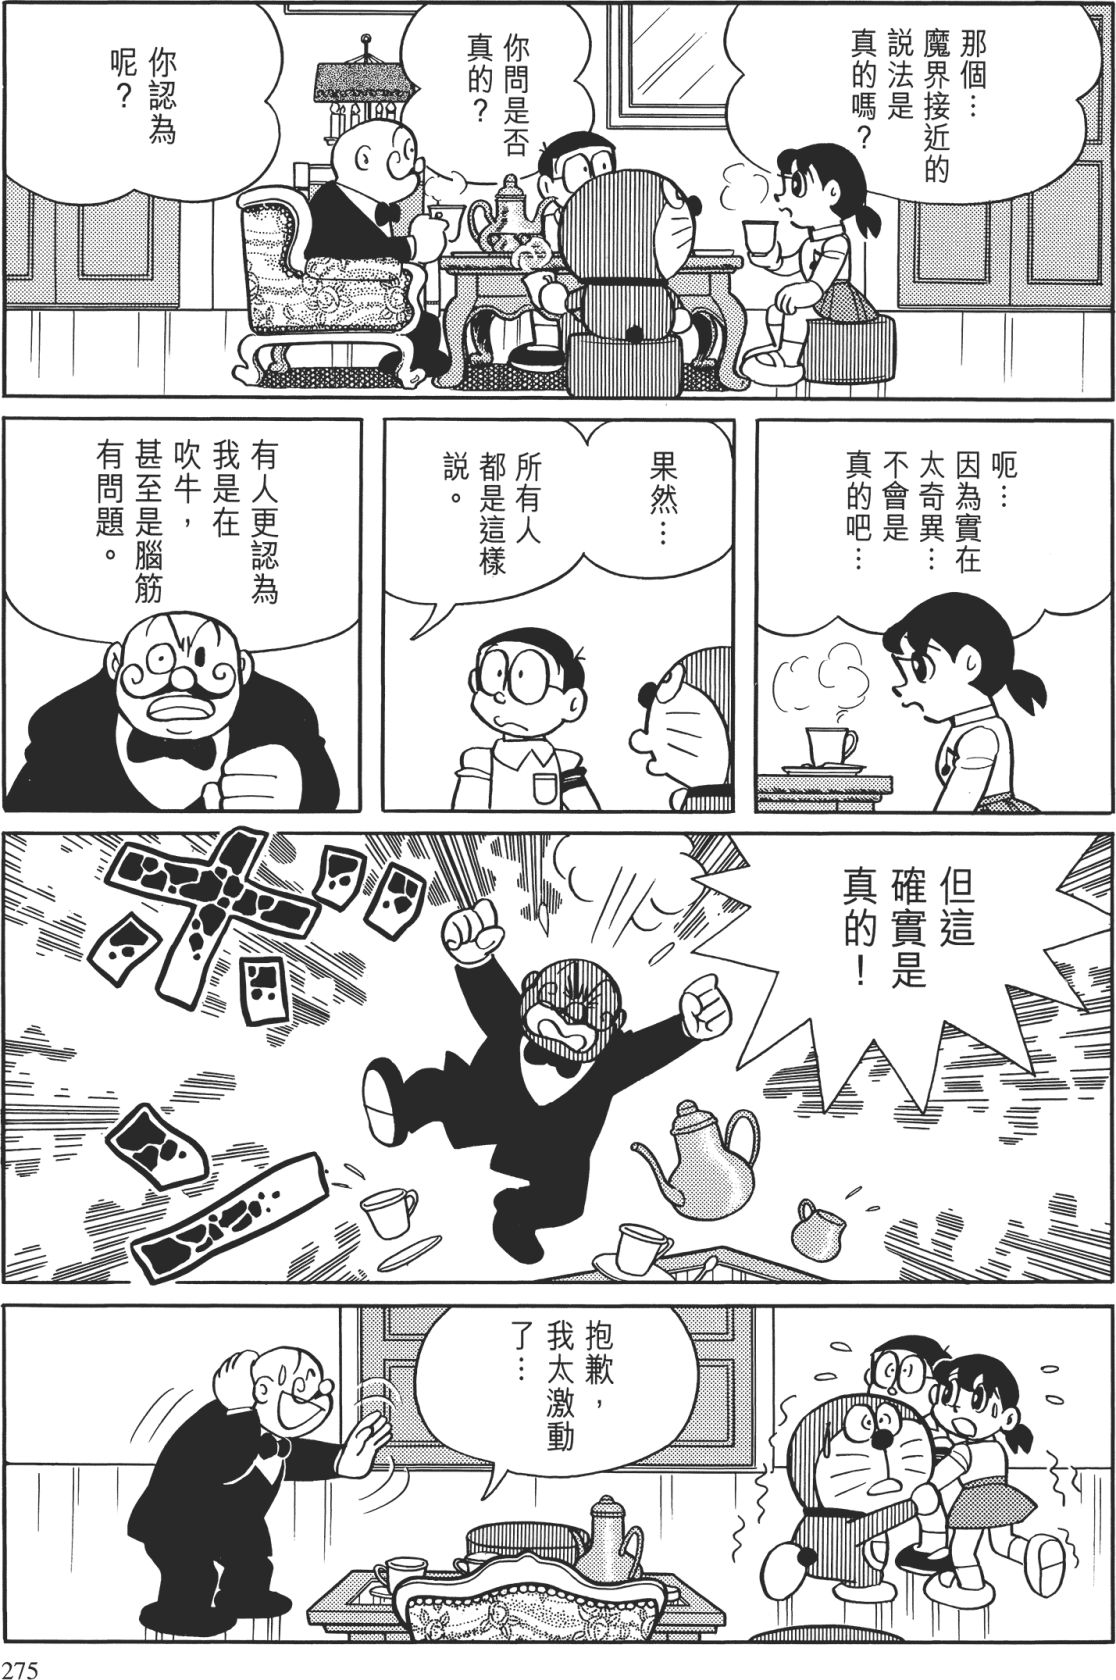 那個⋯
魔界接近的
說法是
真的嗎？
你問是否
真的？
你認為
呢？
呃⋯
因為實在
太奇異⋯
不會是
真的吧⋯
果然⋯
所有人
都是這樣
說。
有人更認為
我是在
吹牛，
甚至是腦筋
有問題。
但這
確實是
真的！
抱歉，
我太激動
了⋯
275